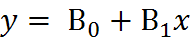 y = B₀ + B₁x